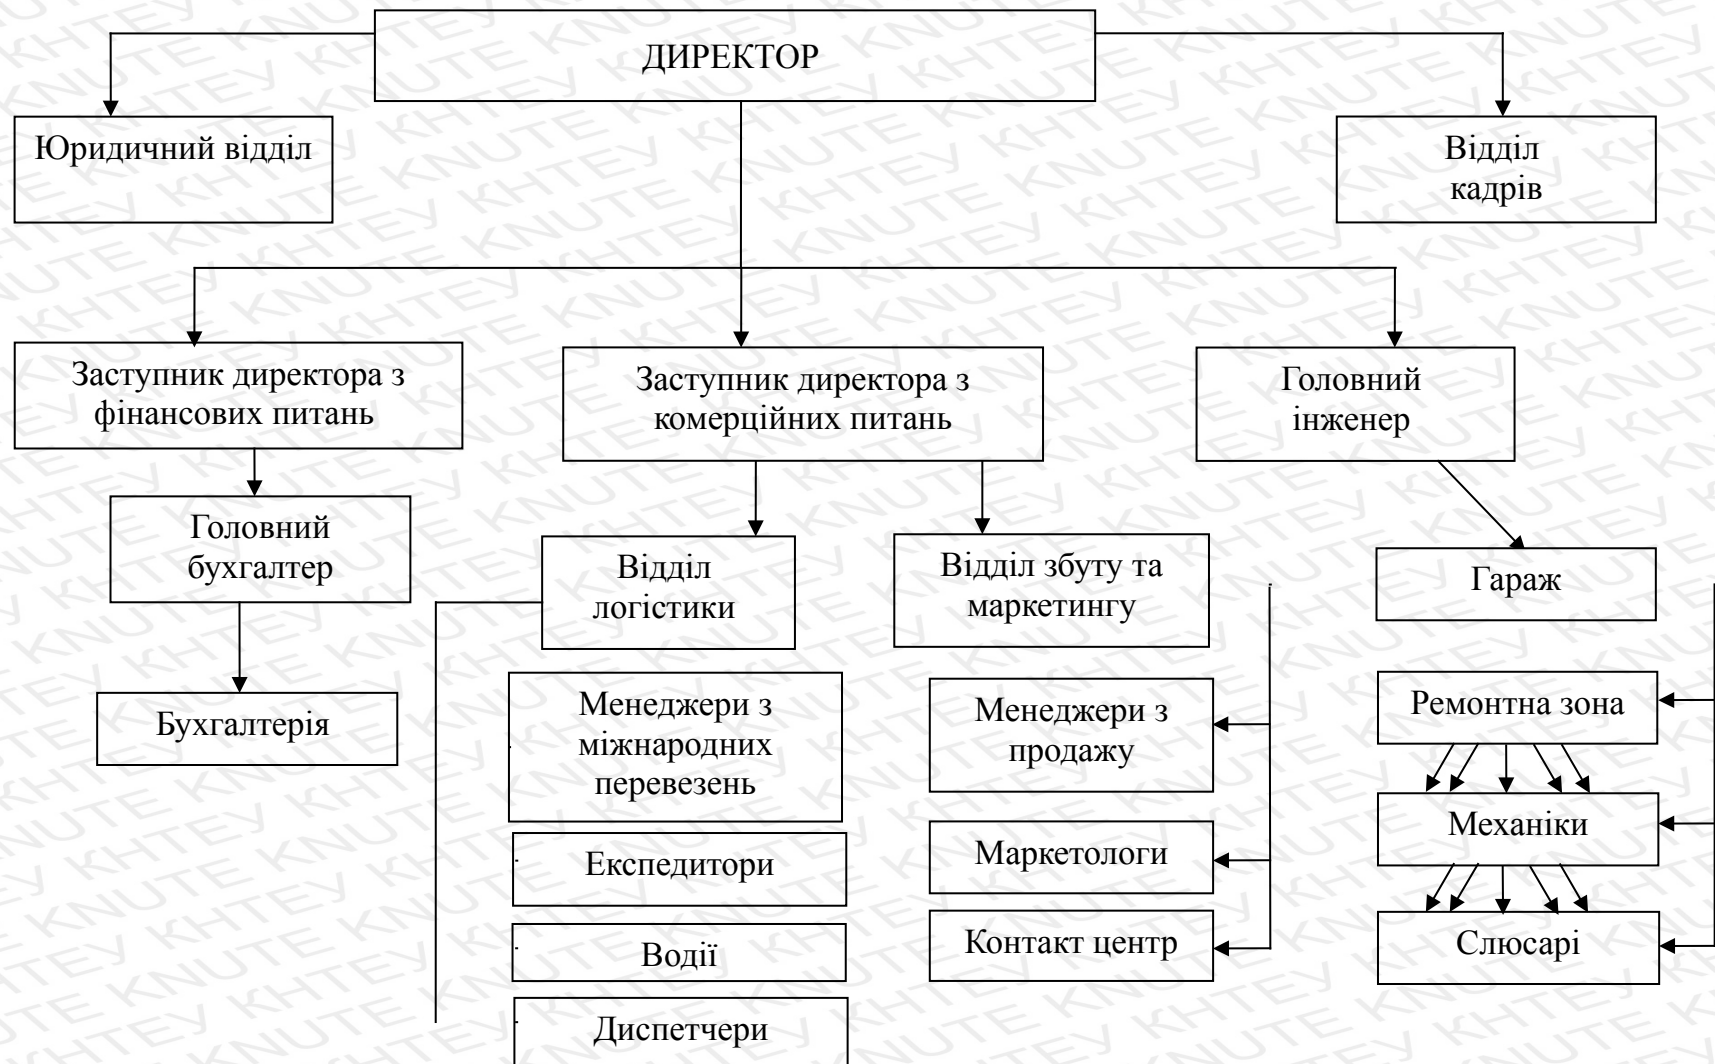 ДИРЕКТОР
Юридичний відділ
Відділ
кадрів
Заступник директора з
фінансових питань
Заступник директора з
комерційних питань
Головний
інженер
Головний
бухгалтер
Відділ
логістики
Відділ збуту та
маркетингу
Гараж
Бухгалтерія
Менеджери з
міжнародних
перевезень
Менеджери з
продажу
Ремонтна зона
Експедитори
Маркетологи
Механіки
Водії
Контакт центр
Слюсарі
Диспетчери